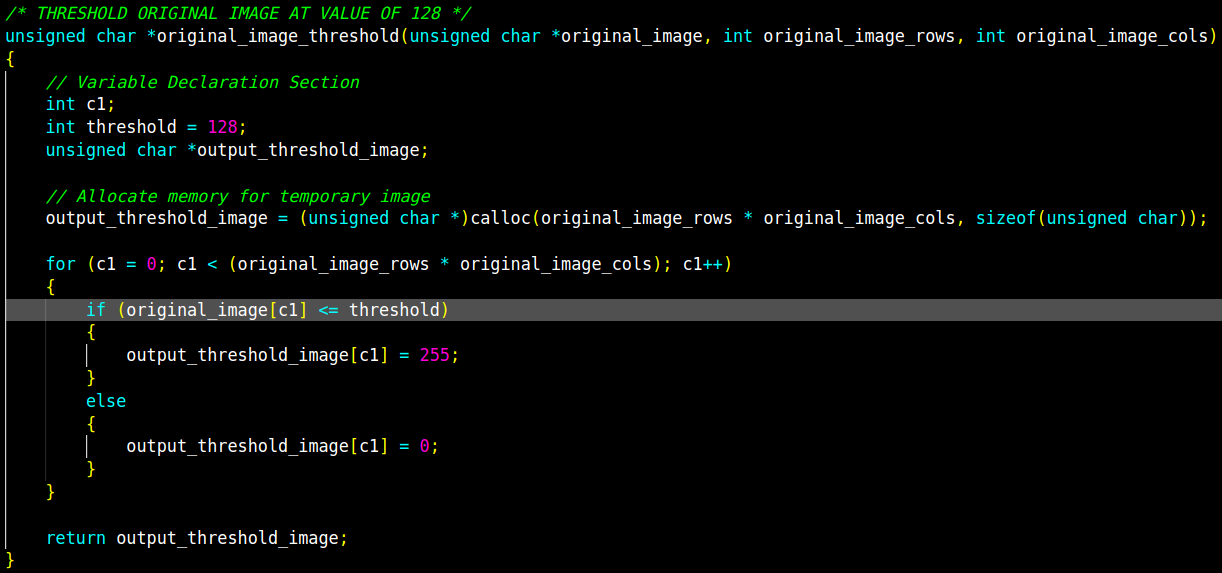 /* THRESHOLD ORIGINAL IMAGE AT VALUE OF 128 */
unsigned char *original_image_threshold(unsigned char *original_image, int original_image_rows, int original_image_cols)
{
    // Variable Declaration Section
    int c1;
    int threshold = 128;
    unsigned char *output_threshold_image;

    // Allocate memory for temporary image
    output_threshold_image = (unsigned char *)calloc(original_image_rows * original_image_cols, sizeof(unsigned char));

    for (c1 = 0; c1 < (original_image_rows * original_image_cols); c1++)
    {
        if (original_image[c1] <= threshold)
        {
            output_threshold_image[c1] = 255;
        }
        else
        {
            output_threshold_image[c1] = 0;
        }
    }

    return output_threshold_image;
}